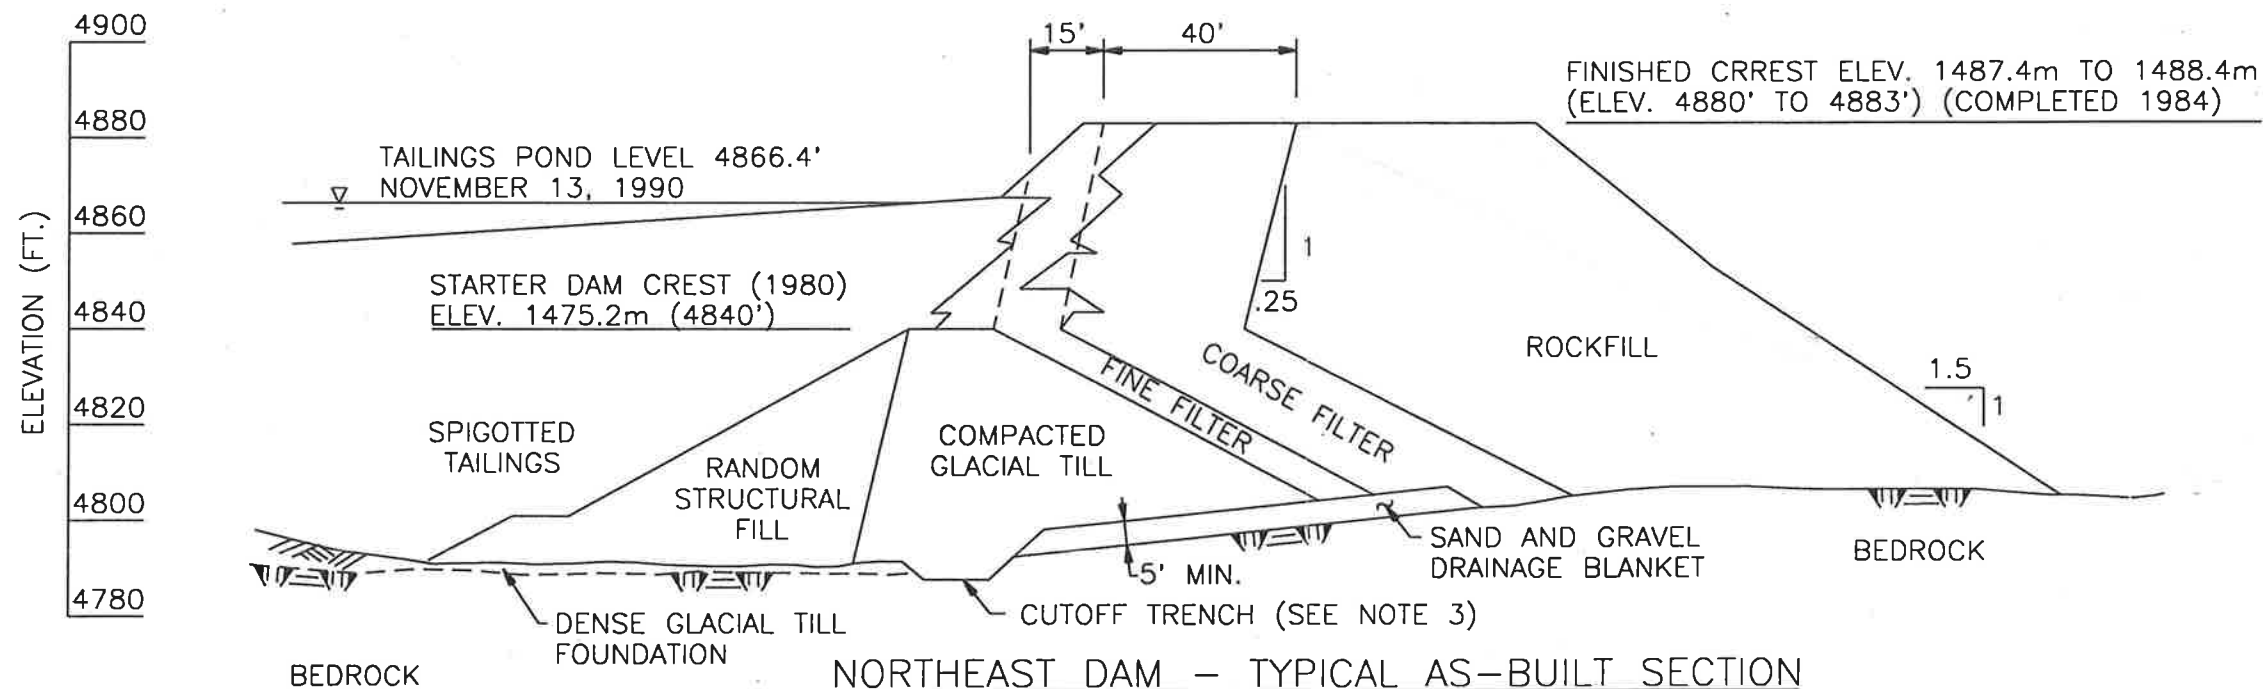 4900
4880
4860
4840
4820
4800
4780
ELEVATION (FT.)
15'
40'
FINISHED CRREST ELEV. 1487.4m TO 1488.4m
(ELEV. 4880' TO 4883') (COMPLETED 1984)
TAILINGS POND LEVEL 4866.4'
NOVEMBER 13, 1990
STARTER DAM CREST (1980)
ELEV. 1475.2m (4840')
1
.25
ROCKFILL
COARSE FILTER
FINE FILTER
1.5
1
SPIGOTTED
TAILINGS
RANDOM
STRUCTURAL
FILL
COMPACTED
GLACIAL TILL
SAND AND GRAVEL
DRAINAGE BLANKET
BEDROCK
5' MIN.
CUTOFF TRENCH (SEE NOTE 3)
DENSE GLACIAL TILL
FOUNDATION
BEDROCK
NORTHEAST DAM – TYPICAL AS–BUILT SECTION